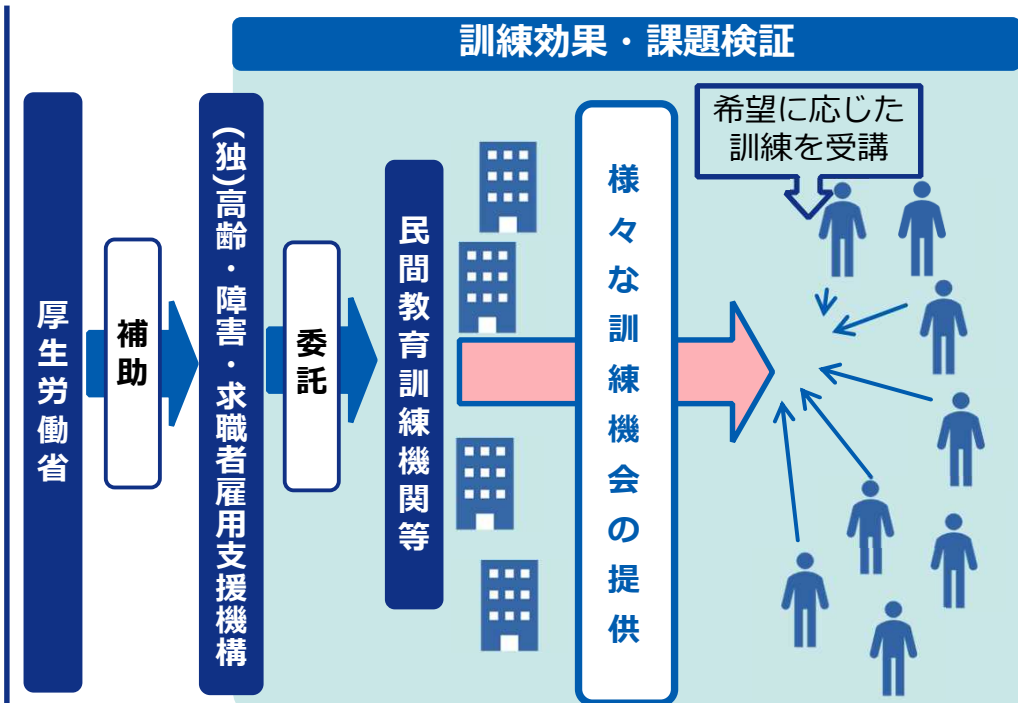 訓練効果・課題検証
厚生労働省
補助
(独)高齢・障害・求職者雇用支援機構
委託
民間教育訓練機関等
様々な訓練機会の提供
希望に応じた
訓練を受講